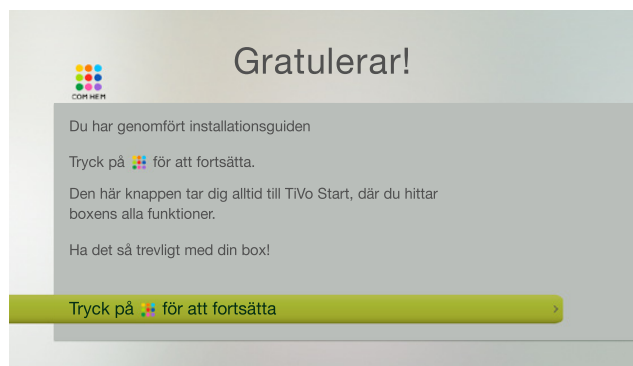 Gratulerar!
COM HEM
Du har genomfört installationsguiden
Tryck på för att fortsätta.
Den här knappen tar dig alltid till TiVo Start, där du hittar
boxens alla funktioner.
Ha det så trevligt med din box!
Tryck på för att fortsätta